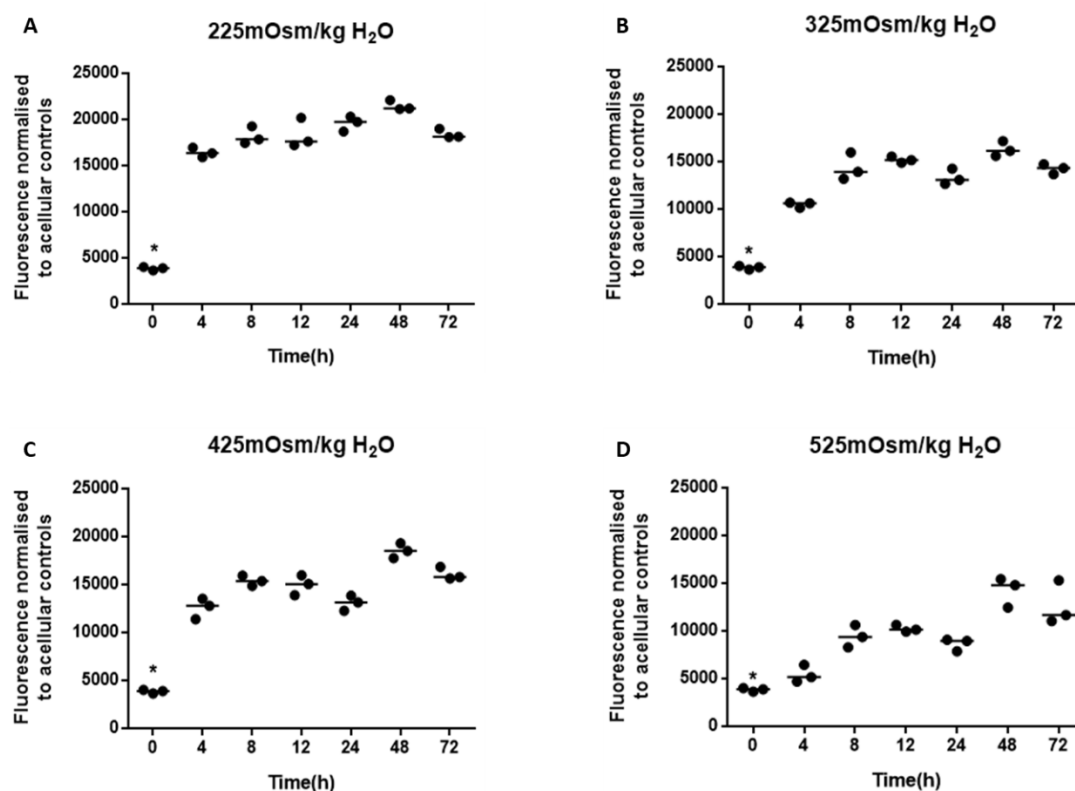 A
225mOsm/kg H₂O
Fluorescence normalised
to acellular controls
25000
20000
15000
10000
5000
0
*
0 4 8 12 24 48 72
Time(h)
B
325mOsm/kg H₂O
Fluorescence normalised
to acellular controls
25000
20000
15000
10000
5000
0
*
0 4 8 12 24 48 72
Time(h)
C
425mOsm/kg H₂O
Fluorescence normalised
to acellular controls
25000
20000
15000
10000
5000
0
*
0 4 8 12 24 48 72
Time(h)
D
525mOsm/kg H₂O
Fluorescence normalised
to acellular controls
25000
20000
15000
10000
5000
0
*
0 4 8 12 24 48 72
Time(h)